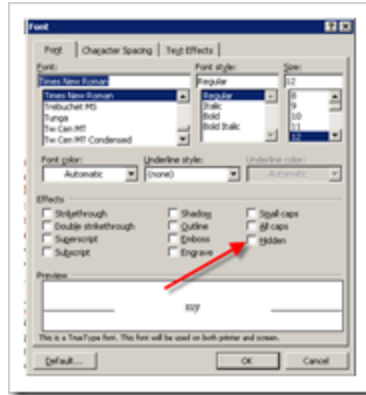 Font
Font Character Spacing Text Effects
Font: Font style: Size:
Times New Roman Regular 12
Times New Roman Regular 8
Trebuchet MS Italic 9
Tunga Bold 10
Tw Cen MT Bold Italic 11
Tw Cen MT Condensed 12
Font color: Underline style: Underline color:
Automatic (none) Automatic
Effects
Strikethrough Shadow Small caps
Double strikethrough Outline All caps
Superscript Emboss Hidden
Subscript Engrave
Preview
my
This is a TrueType font. This font will be used on both printer and screen.
Default... OK Cancel